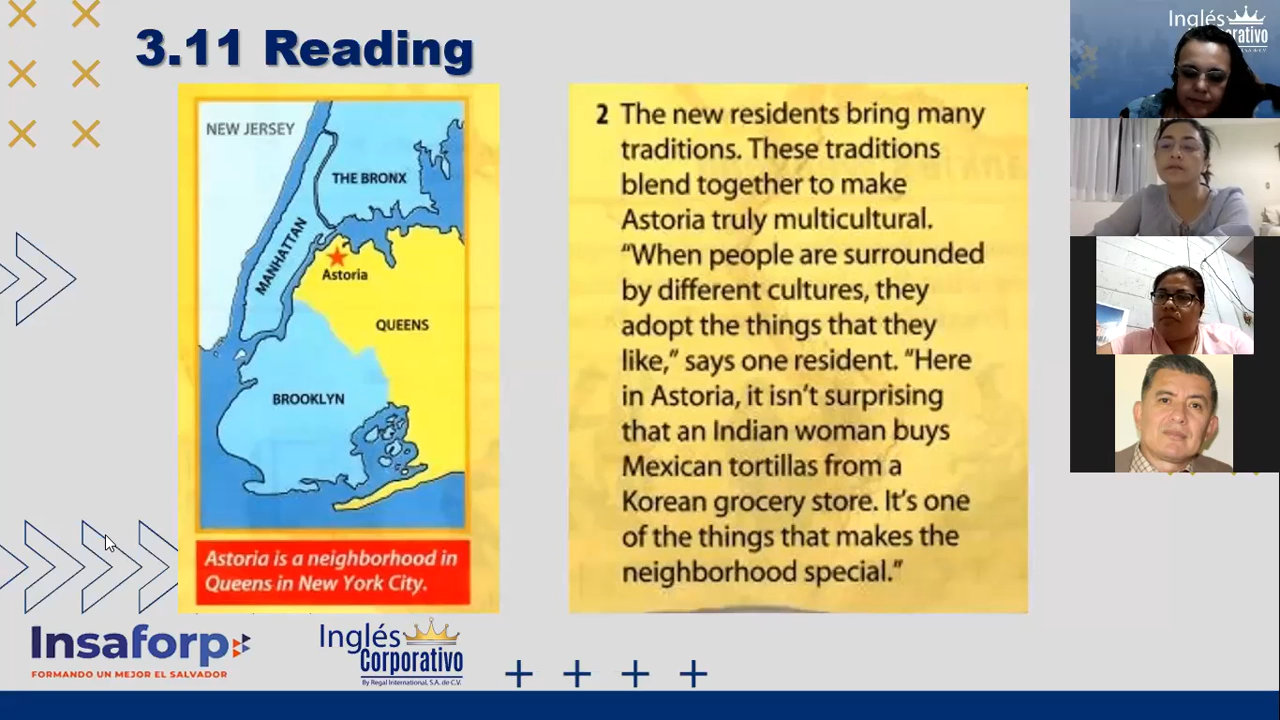 3.11 Reading
NEW JERSEY
THE BRONX
MANHATTAN
Astoria
QUEENS
BROOKLYN
Astoria is a neighborhood in
Queens in New York City.
2 The new residents bring many
traditions. These traditions
blend together to make
Astoria truly multicultural.
“When people are surrounded
by different cultures, they
adopt the things that they
like,” says one resident. “Here
in Astoria, it isn’t surprising
that an Indian woman buys
Mexican tortillas from a
Korean grocery store. It’s one
of the things that makes the
neighborhood special.”
Insaforp
FORMANDO UN MEJOR EL SALVADOR
Inglés
Corporativo
By Regal International, S.A. de C.V.
Inglés